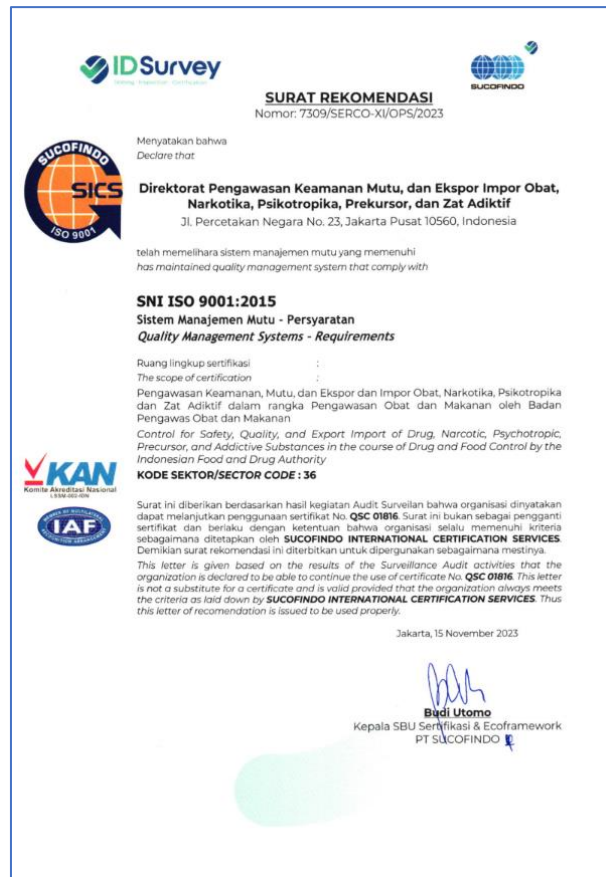 IDSurvey
SUCOFINDO
SURAT REKOMENDASI
Nomor: 7309/SERCO-XI/OPS/2023
SUCOFINDO
SICS
ISO 9001
Menyatakan bahwa
Declare that
Direktorat Pengawasan Keamanan Mutu, dan Ekspor Impor Obat,
Narkotika, Psikotropika, Prekursor, dan Zat Adiktif
Jl. Percetakan Negara No. 23, Jakarta Pusat 10560, Indonesia
telah memelihara sistem manajemen mutu yang memenuhi
has maintained quality management system that comply with
SNI ISO 9001:2015
Sistem Manajemen Mutu - Persyaratan
Quality Management Systems - Requirements
Ruang lingkup sertifikasi :
The scope of certification :
Pengawasan Keamanan, Mutu, dan Ekspor dan Impor Obat, Narkotika, Psikotropika
dan Zat Adiktif dalam rangka Pengawasan Obat dan Makanan oleh Badan
Pengawas Obat dan Makanan
Control for Safety, Quality, and Export Import of Drug, Narcotic, Psychotropic,
Precursor, and Addictive Substances in the course of Drug and Food Control by the
Indonesian Food and Drug Authority
KODE SEKTOR/SECTOR CODE : 36
KAN
Komite Akreditasi Nasional
IAF
Surat ini diberikan berdasarkan hasil kegiatan Audit Surveilan bahwa organisasi dinyatakan
dapat melanjutkan penggunaan sertifikat No. QSC 01816. Surat ini bukan sebagai pengganti
sertifikat dan berlaku dengan ketentuan bahwa organisasi selalu memenuhi kriteria
sebagaimana ditetapkan oleh SUCOFINDO INTERNATIONAL CERTIFICATION SERVICES.
Demikian surat rekomendasi ini diterbitkan untuk dipergunakan sebagaimana mestinya.
This letter is given based on the results of the Surveillance Audit activities that the
organization is declared to be able to continue the use of certificate No. QSC 01816. This letter
is not a substitute for a certificate and is valid provided that the organization always meets
the criteria as laid down by SUCOFINDO INTERNATIONAL CERTIFICATION SERVICES. Thus
this letter of recomendation is issued to be used properly.
Jakarta, 15 November 2023
Budi Utomo
Kepala SBU Sertifikasi & Ecoframework
PT SUCOFINDO